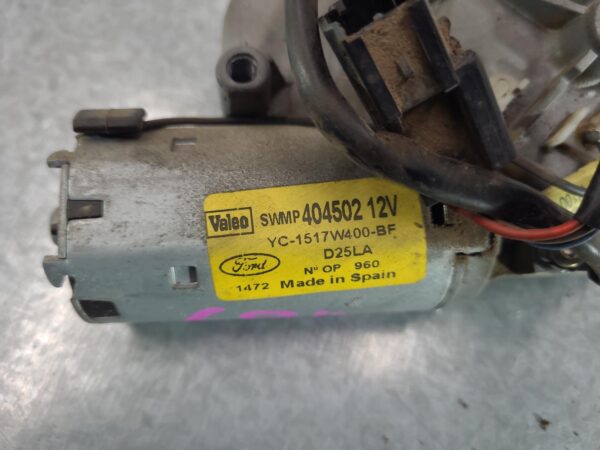 Valeo SWMP 404502 12V
YC-1517W400-BF
Ford D25LA
Nº OP 960
1472 Made in Spain